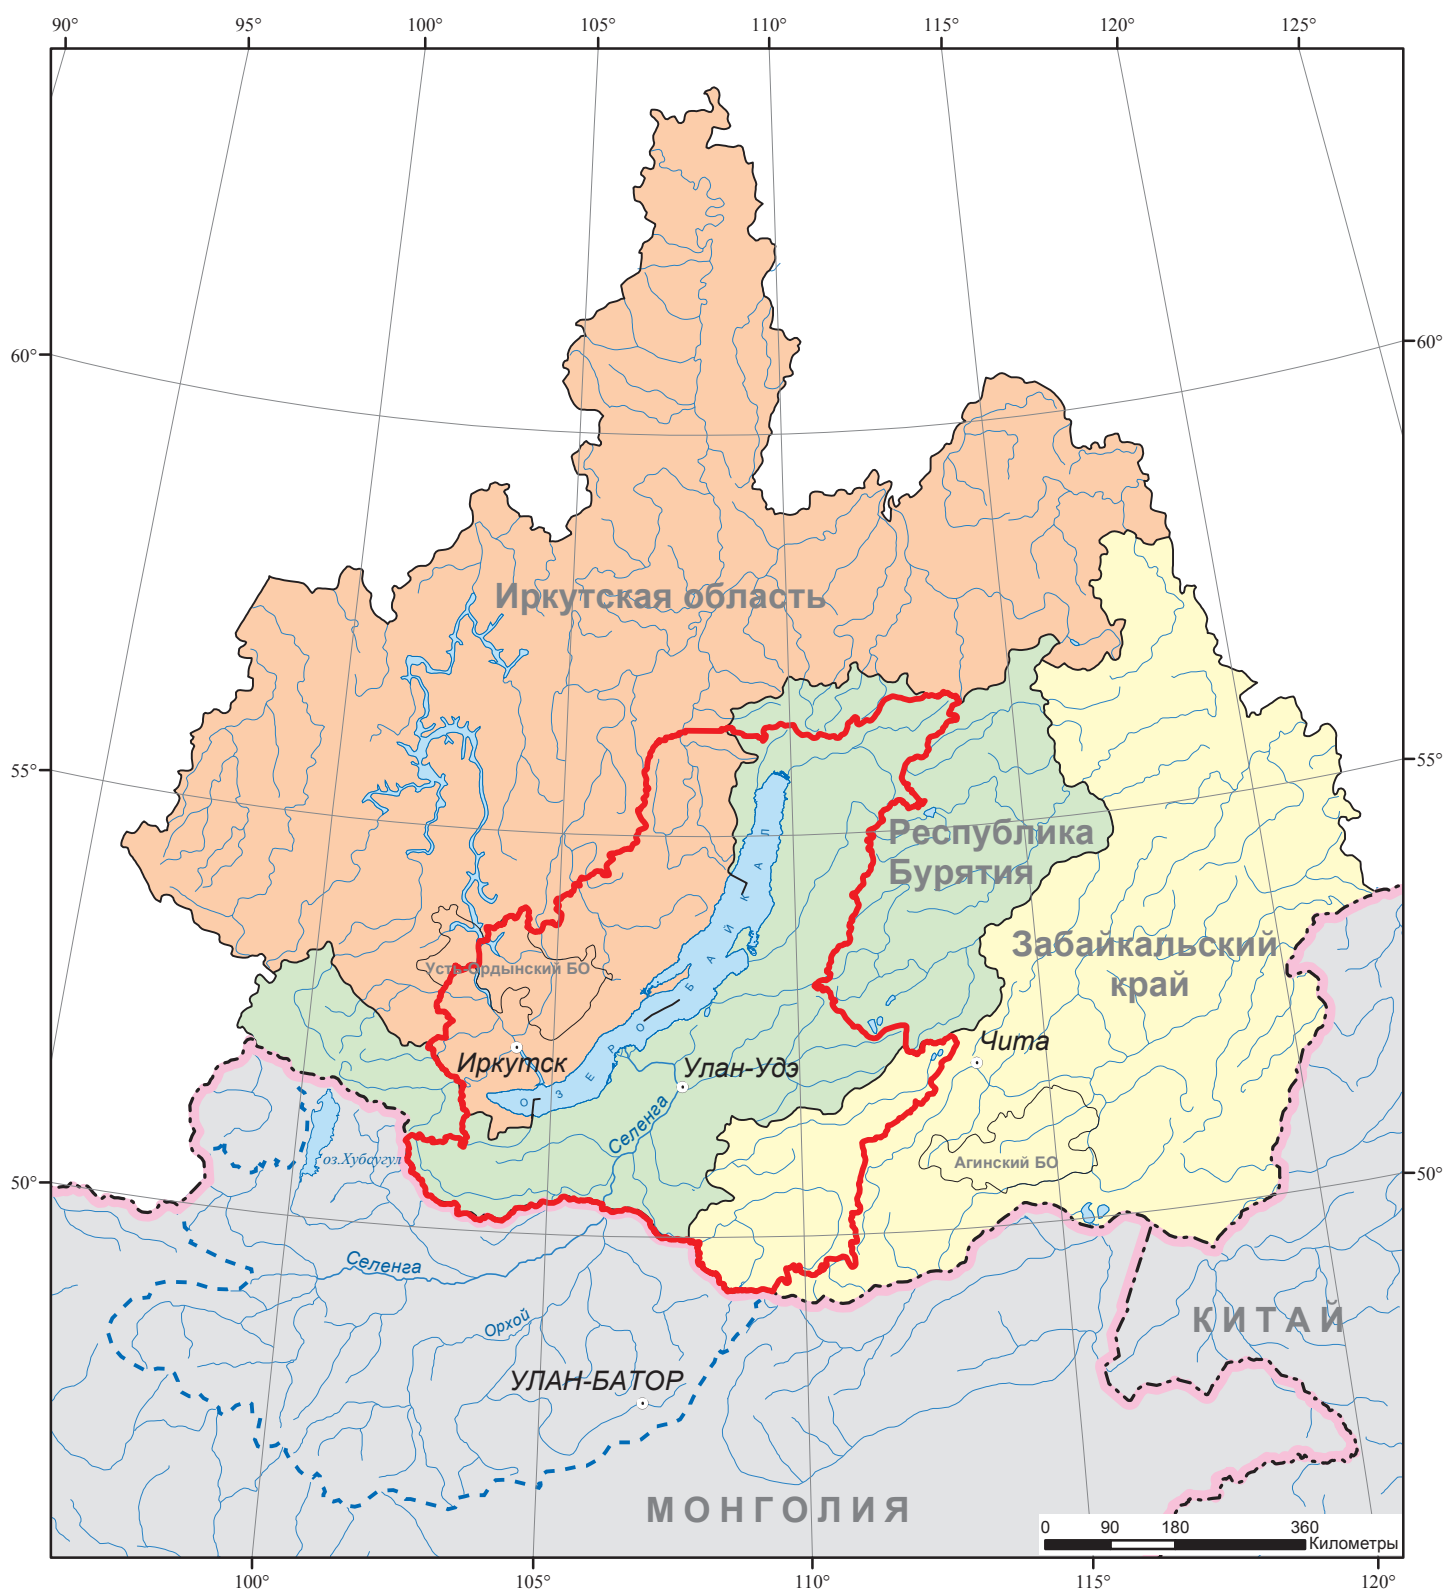 90° 95° 100° 105° 110° 115° 120° 125°
60° 60°
Иркутская область
55° 55°
Республика
Бурятия
Забайкальский
край
Усть-Ордынский БО
ОЗЕРО БАЙКАЛ
Иркутск
Улан-Удэ
Чита
Селенга
оз.Хубсугул
Агинский БО
50° 50°
Селенга
Орхой
КИТАЙ
УЛАН-БАТОР
МОНГОЛИЯ
0 90 180 360
Километры
100° 105° 110° 115° 120°